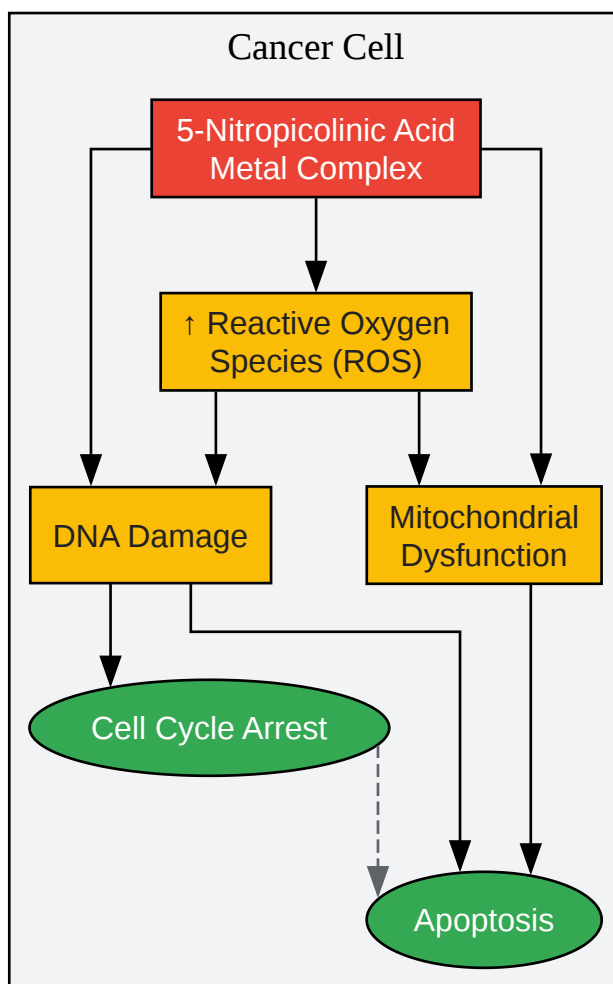 Cancer Cell
5-Nitropicolinic Acid
Metal Complex
↑ Reactive Oxygen
Species (ROS)
DNA Damage
Mitochondrial
Dysfunction
Cell Cycle Arrest
Apoptosis